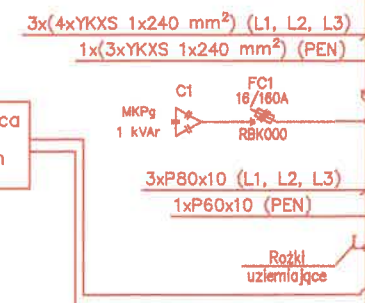 3x(4xYKXS 1x240 mm²) (L1, L2, L3)
1x(3xYKXS 1x240 mm²) (PEN)
C1
FC1
16/160A
MKPg
1 kVAr
RBK000
ca
n
3xP80x10 (L1, L2, L3)
1xP60x10 (PEN)
Rożki
uziemiające